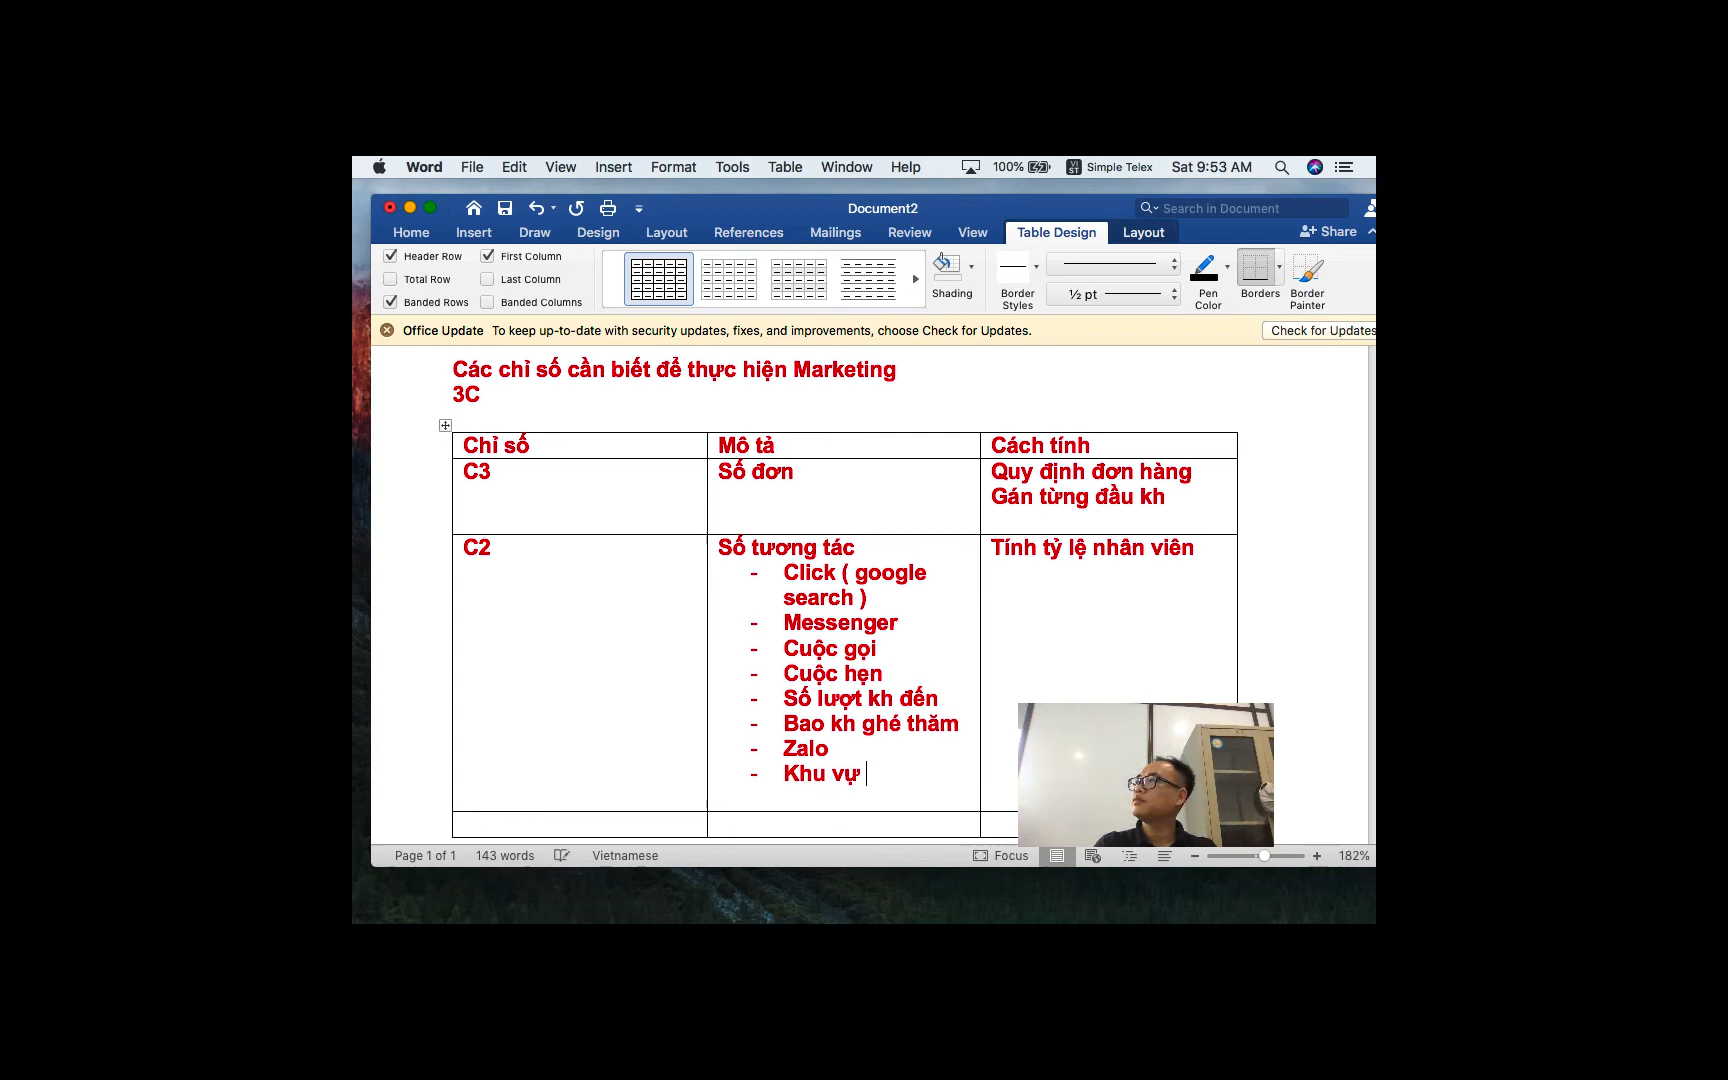 Word File Edit View Insert Format Tools Table Window Help 100% VI ST Simple Telex Sat 9:53 AM
Document2
Search in Document
Home Insert Draw Design Layout References Mailings Review View Table Design Layout Share
Header Row First Column
Total Row Last Column
Banded Rows Banded Columns
Shading
Border Styles
½ pt
Pen Color
Borders
Border Painter
Office Update To keep up-to-date with security updates, fixes, and improvements, choose Check for Updates.
Check for Updates
Các chỉ số cần biết để thực hiện Marketing
3C
Chỉ số Mô tả Cách tính
C3 Số đơn Quy định đơn hàng
Gán từng đầu kh
C2 Số tương tác Tính tỷ lệ nhân viên
- Click ( google
search )
- Messenger
- Cuộc gọi
- Cuộc hẹn
- Số lượt kh đến
- Bao kh ghé thăm
- Zalo
- Khu vự
Page 1 of 1 143 words Vietnamese Focus 182%